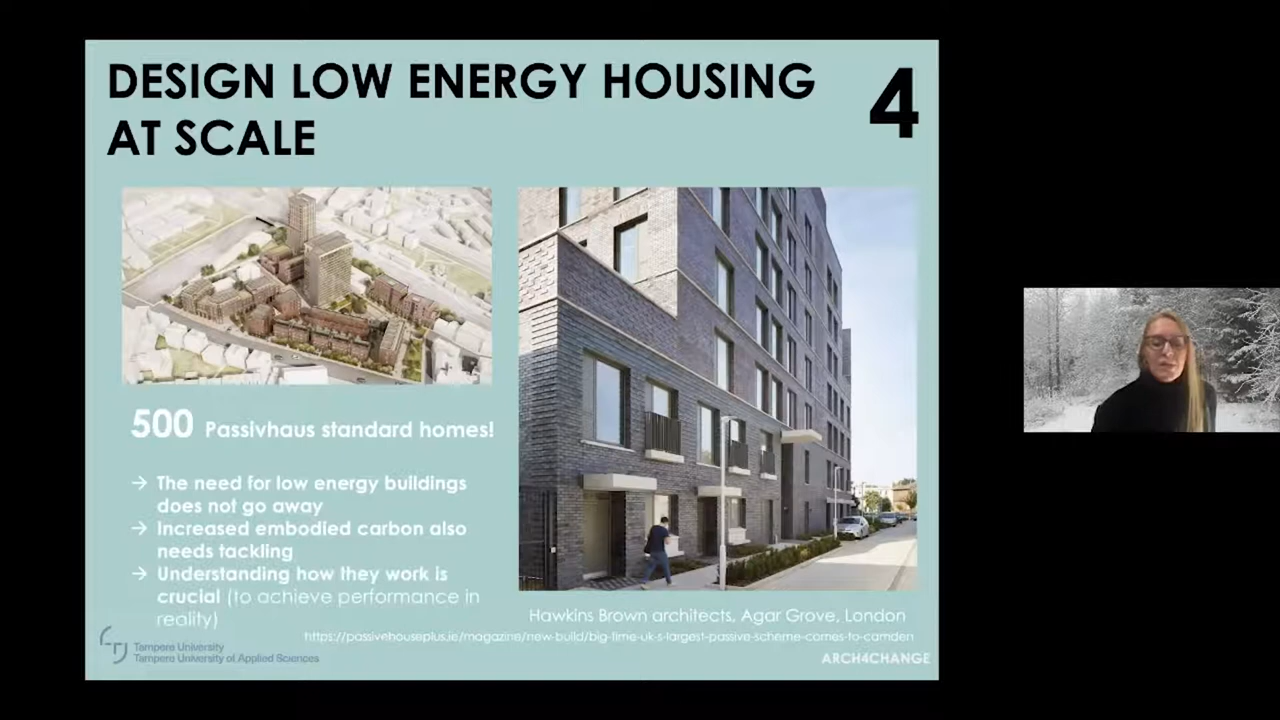 DESIGN LOW ENERGY HOUSING
AT SCALE
4
500 Passivhaus standard homes!
→ The need for low energy buildings
does not go away
→ Increased embodied carbon also
needs tackling
→ Understanding how they work is
crucial (to achieve performance in
reality)
Hawkins Brown architects, Agar Grove, London
https://passivehouseplus.ie/magazine/new-build/big-time-uk-s-largest-passive-scheme-comes-to-camden
Tampere University
Tampere University of Applied Sciences
ARCH4CHANGE